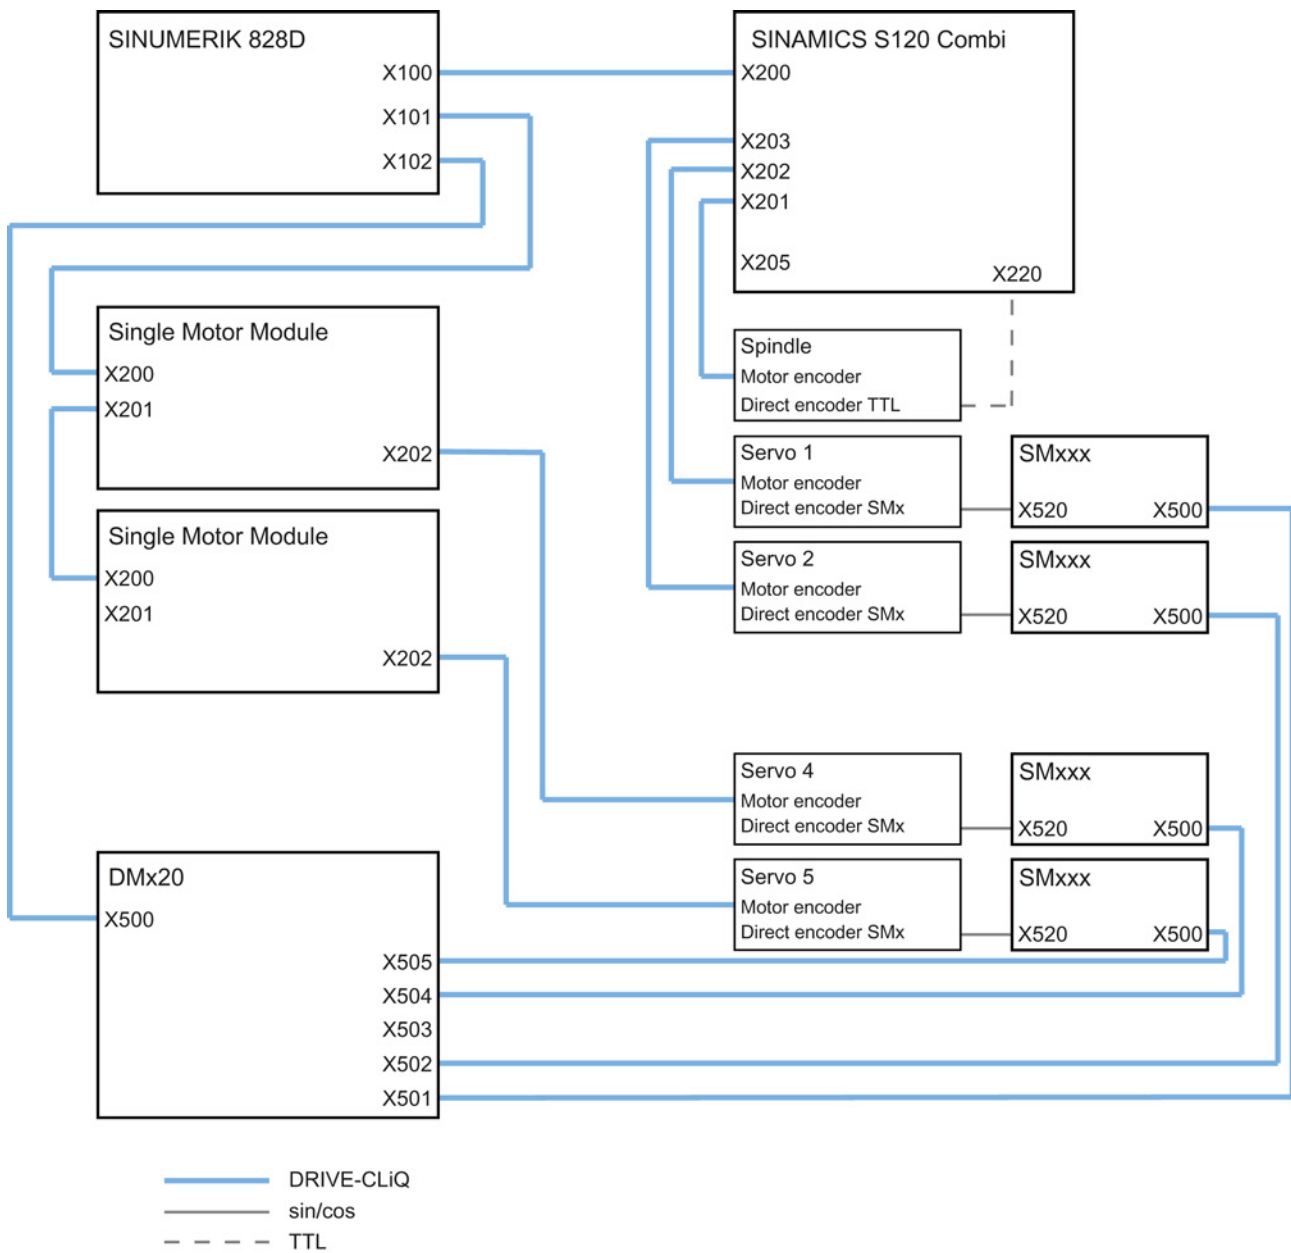 SINUMERIK 828D
X100
X101
X102
SINAMICS S120 Combi
X200
X203
X202
X201
X205
X220
Single Motor Module
X200
X201
X202
Single Motor Module
X200
X201
X202
Spindle
Motor encoder
Direct encoder TTL
Servo 1
Motor encoder
Direct encoder SMx
SMxxx
X520 X500
Servo 2
Motor encoder
Direct encoder SMx
SMxxx
X520 X500
Servo 4
Motor encoder
Direct encoder SMx
SMxxx
X520 X500
Servo 5
Motor encoder
Direct encoder SMx
SMxxx
X520 X500
DMx20
X500
X505
X504
X503
X502
X501
DRIVE-CLiQ
sin/cos
TTL